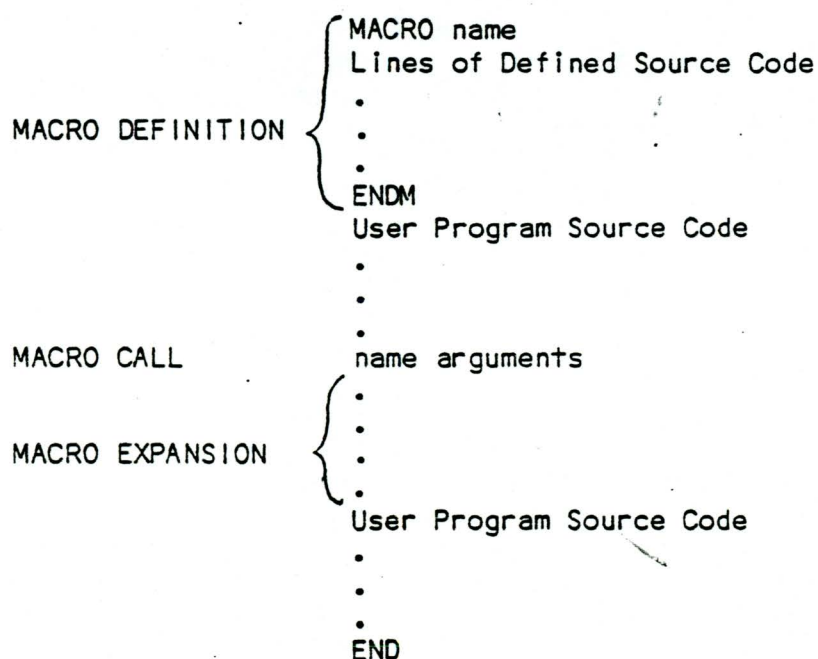 MACRO name
Lines of Defined Source Code
.
MACRO DEFINITION .
.
ENDM
User Program Source Code
.
.
.
MACRO CALL name arguments
.
.
MACRO EXPANSION .
.
User Program Source Code
.
.
.
END